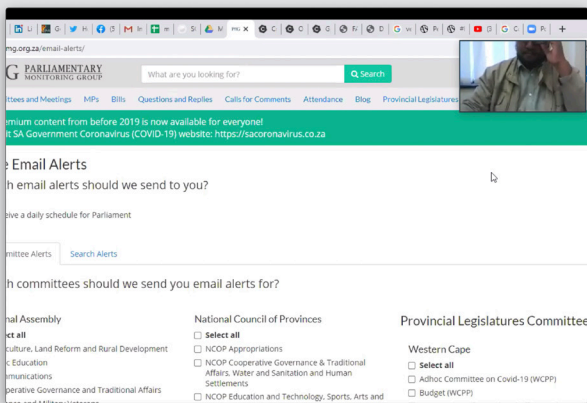 mg.org.za/email-alerts/
G PARLIAMENTARY
MONITORING GROUP
What are you looking for?
Search
ittees and Meetings MPs Bills Questions and Replies Calls for Comments Attendance Blog Provincial Legislatures
emium content from before 2019 is now available for everyone!
it SA Government Coronavirus (COVID-19) website: https://sacoronavirus.co.za
e Email Alerts
h email alerts should we send to you?
eive a daily schedule for Parliament
mittee Alerts Search Alerts
h committees should we send you email alerts for?
nal Assembly
ect all
culture, Land Reform and Rural Development
c Education
mmunications
perative Governance and Traditional Affairs
National Council of Provinces
Select all
NCOP Appropriations
NCOP Cooperative Governance & Traditional
Affairs, Water and Sanitation and Human
Settlements
NCOP Education and Technology, Sports, Arts and
Provincial Legislatures Committee
Western Cape
Select all
Adhoc Committee on Covid-19 (WCPP)
Budget (WCPP)